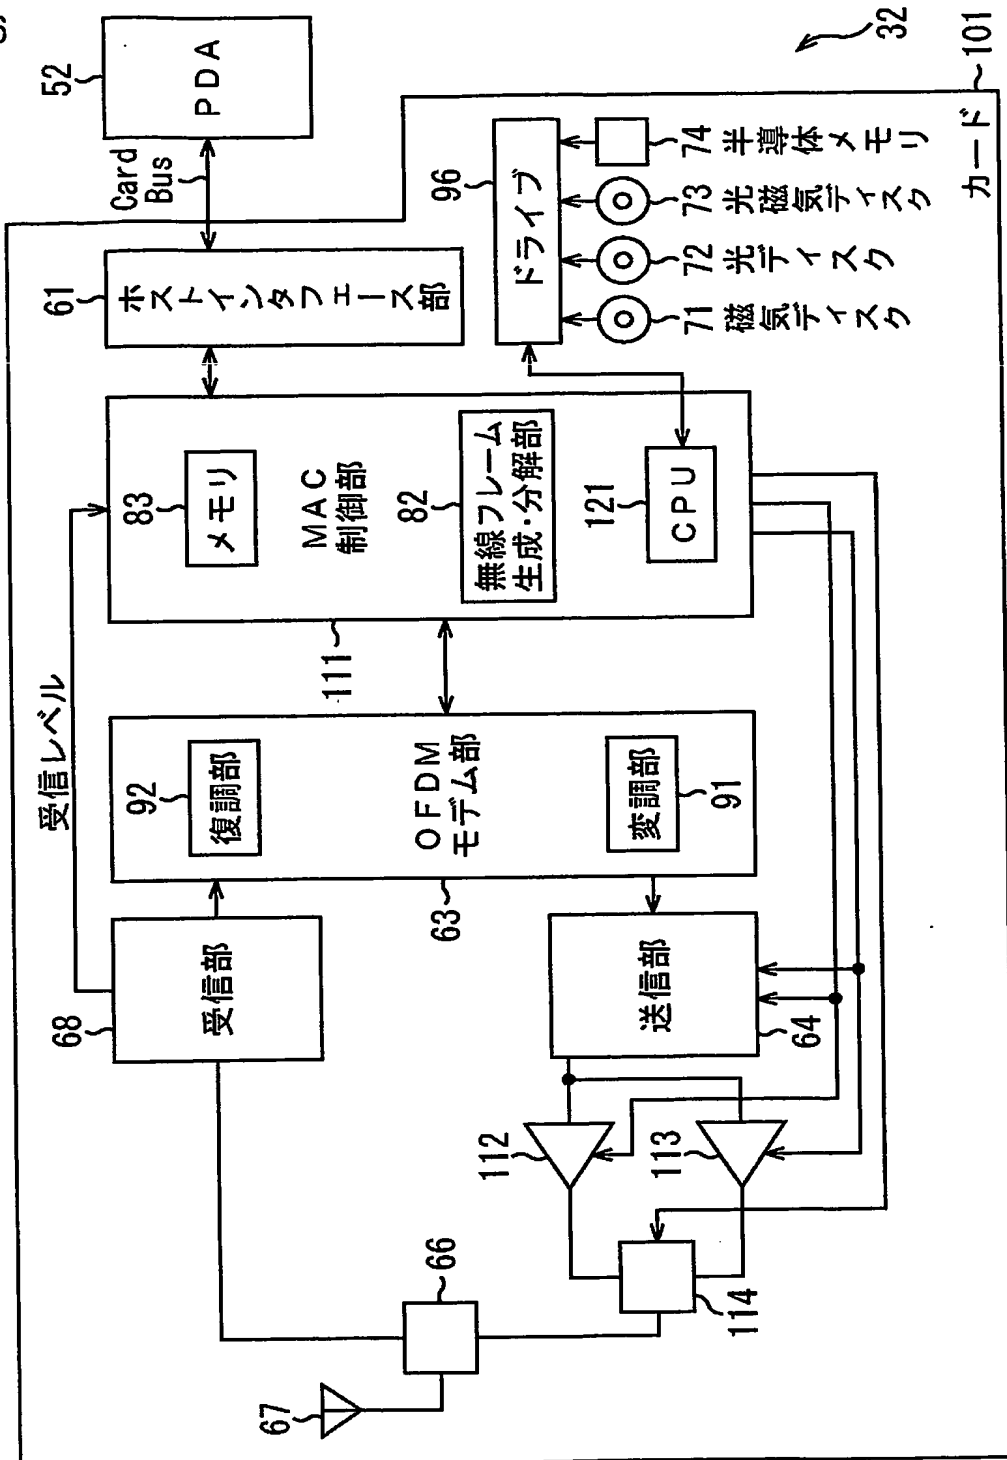 32
52
PDA
Card
Bus
101
カード
61
ホストインタフェース部
96
ドライブ
74
半導体メモリ
73
光磁気ディスク
72
光ディスク
71
磁気ディスク
受信レベル
83
メモリ
MAC
制御部
82
無線フレーム
生成・分解部
121
CPU
111
92
復調部
OFDM
モデム部
変調部
91
63
68
受信部
送信部
64
112
113
66
114
67